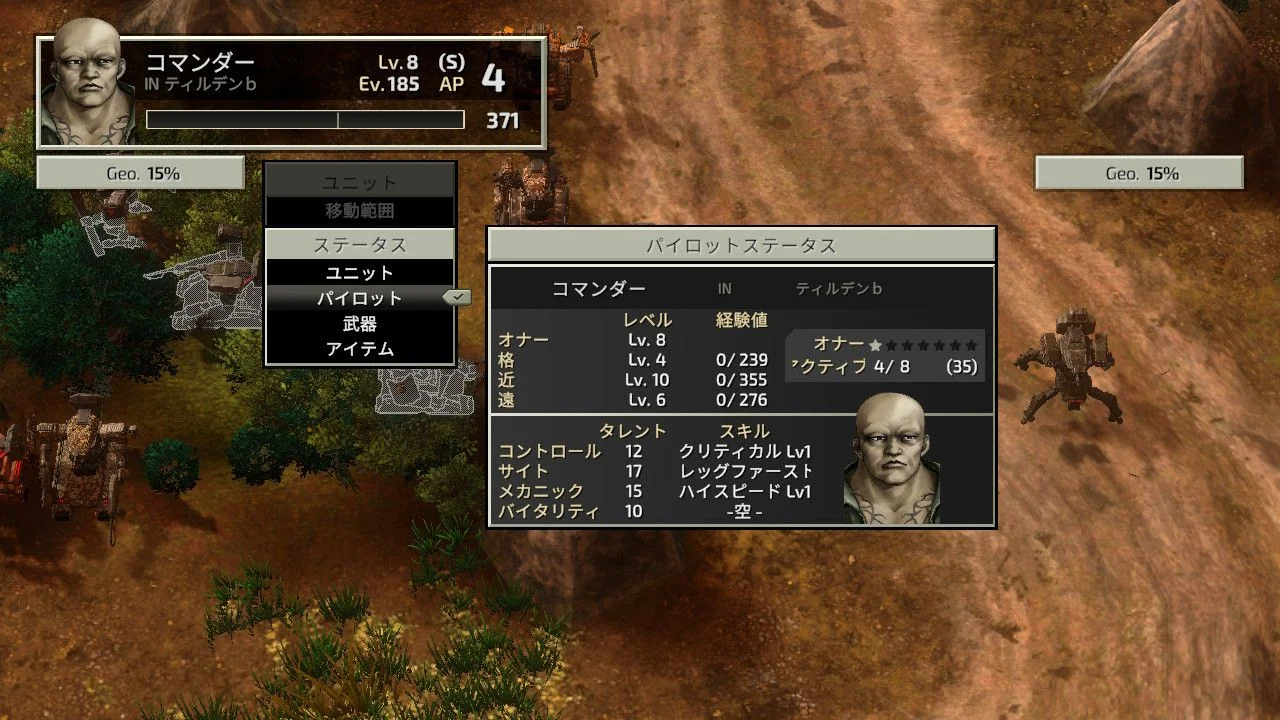 コマンダー Lv.8 (S)
IN ティルデンb Ev.185 AP 4
371
Geo. 15%
Geo. 15%
ユニット
移動範囲
ステータス
ユニット
パイロット
武器
アイテム
パイロットステータス
コマンダー IN ティルデンb
レベル 経験値
オナー Lv. 8
格 Lv. 4 0/239
近 Lv. 10 0/355
遠 Lv. 6 0/276
オナー ★★★★★★★
アクティブ 4/ 8 (35)
タレント スキル
コントロール 12 クリティカル Lv1
サイト 17 レッグファースト
メカニック 15 ハイスピード Lv1
バイタリティ 10 -空-